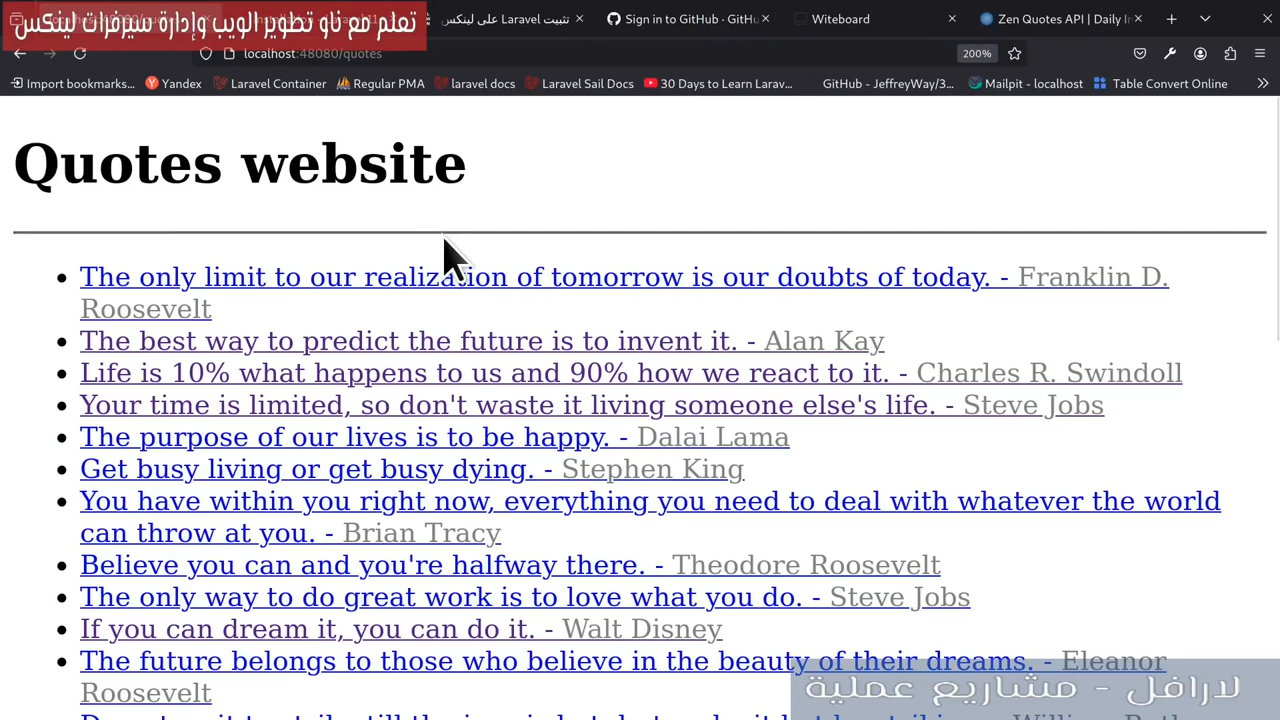 تعلم مع ناو تطوير الويب وإدارة سيرفرات لينكس
تثبيت Laravel على لينكس
Sign in to GitHub · GitHu
Witeboard
Zen Quotes API | Daily In
localhost:48080/quotes
200%
Import bookmarks...
Yandex
Laravel Container
Regular PMA
laravel docs
Laravel Sail Docs
30 Days to Learn Larav...
GitHub - JeffreyWay/3...
Mailpit - localhost
Table Convert Online
Quotes website
The only limit to our realization of tomorrow is our doubts of today. - Franklin D.
Roosevelt
The best way to predict the future is to invent it. - Alan Kay
Life is 10% what happens to us and 90% how we react to it. - Charles R. Swindoll
Your time is limited, so don't waste it living someone else's life. - Steve Jobs
The purpose of our lives is to be happy. - Dalai Lama
Get busy living or get busy dying. - Stephen King
You have within you right now, everything you need to deal with whatever the world
can throw at you. - Brian Tracy
Believe you can and you're halfway there. - Theodore Roosevelt
The only way to do great work is to love what you do. - Steve Jobs
If you can dream it, you can do it. - Walt Disney
The future belongs to those who believe in the beauty of their dreams. - Eleanor
Roosevelt
لارافل - مشاريع عملية